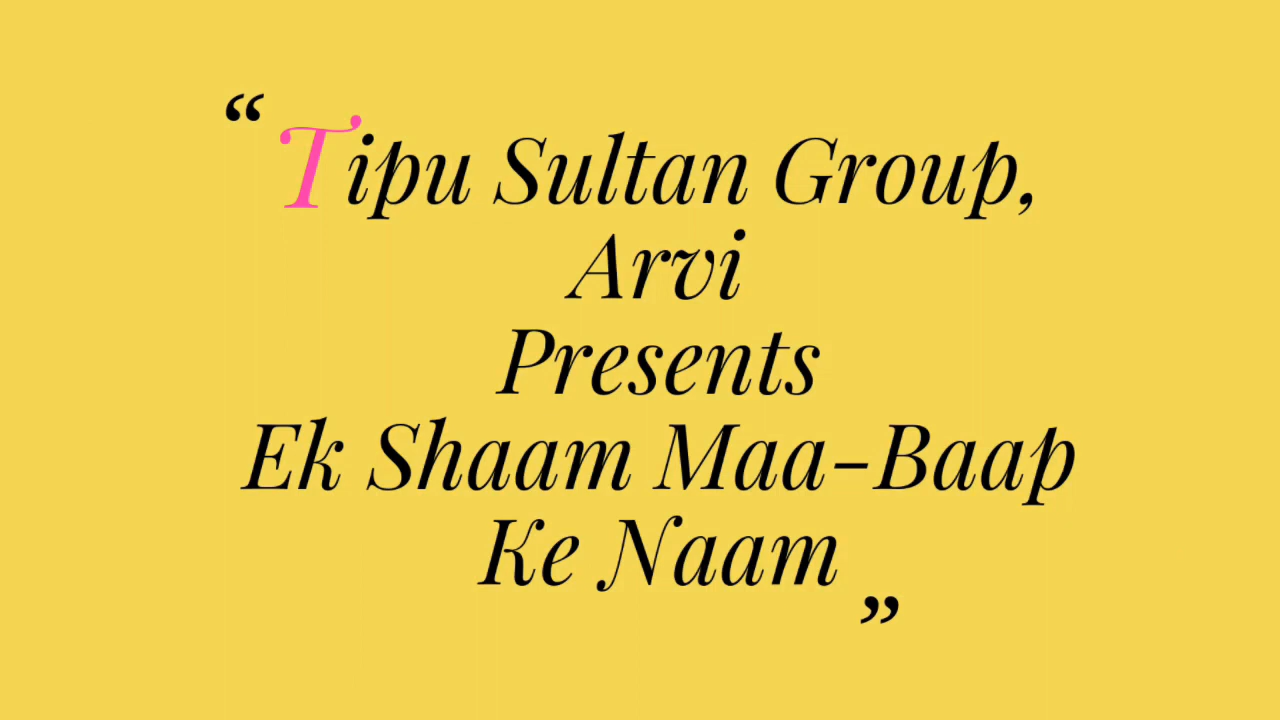 “Tipu Sultan Group,
Arvi
Presents
Ek Shaam Maa-Baap
Ke Naam”